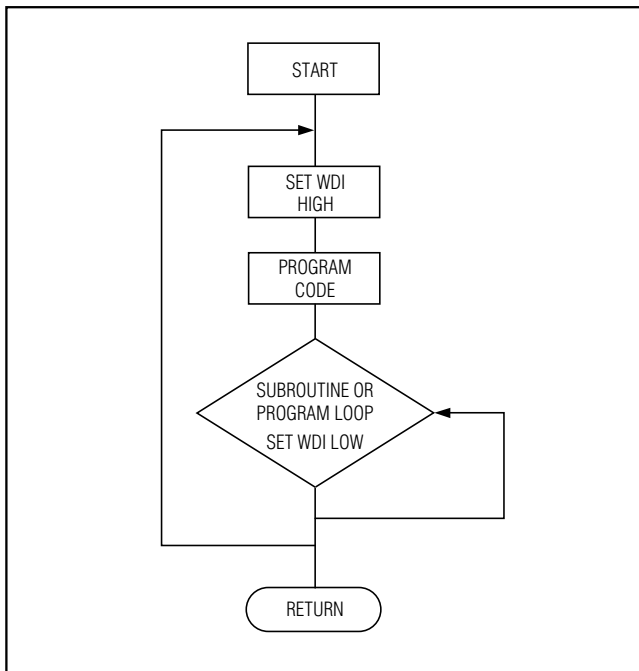 START
SET WDI
HIGH
PROGRAM
CODE
SUBROUTINE OR
PROGRAM LOOP
SET WDI LOW
RETURN